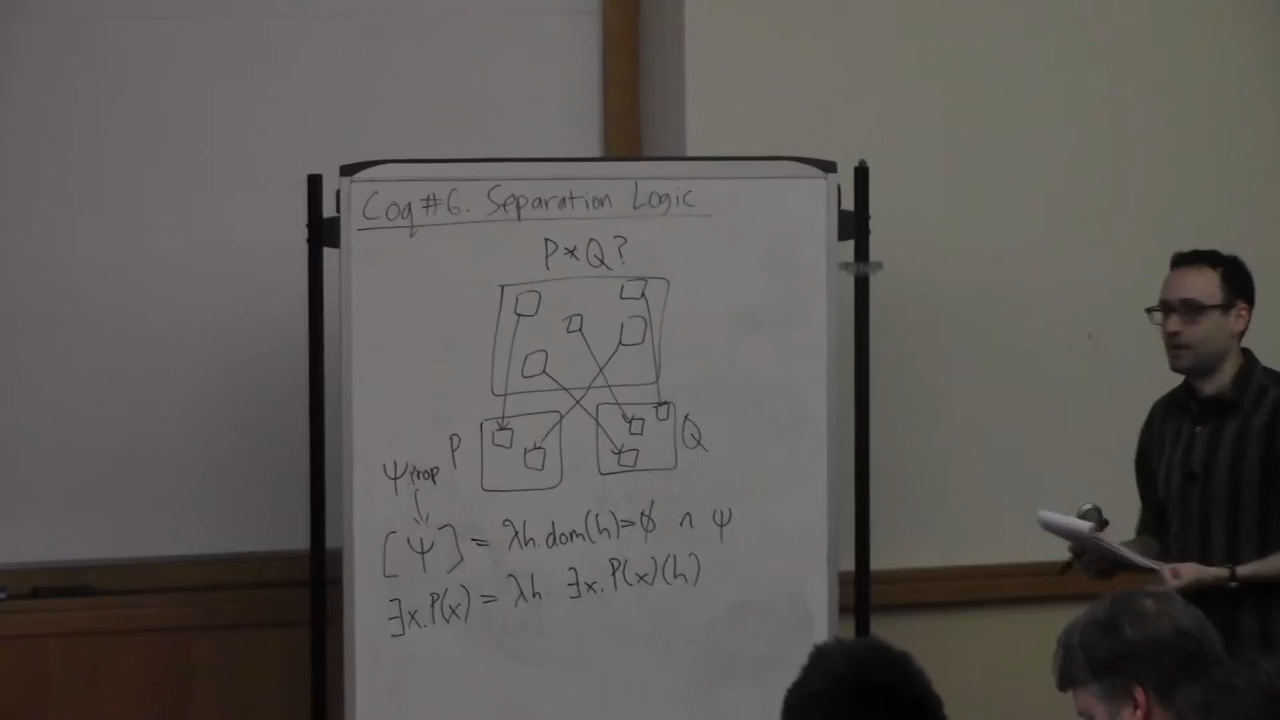 Coq #6. Separation Logic
P * Q?
P Q
ψ:Prop
[ψ] = λh. dom(h)=∅ ∧ ψ
∃x.P(x) = λh. ∃x. P(x)(h)